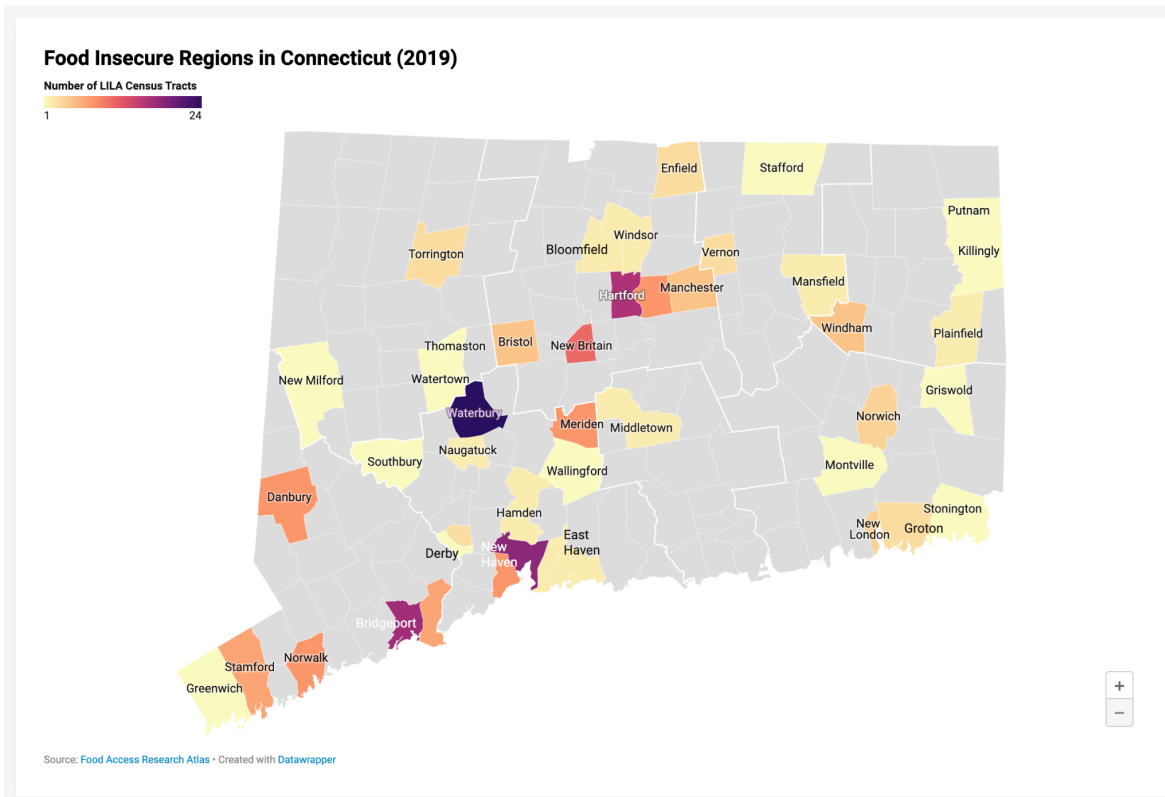 Food Insecure Regions in Connecticut (2019)
Number of LILA Census Tracts
1 24
Enfield
Stafford
Putnam
Windsor
Bloomfield
Vernon
Killingly
Torrington
Mansfield
Manchester
Hartford
Windham
Plainfield
Bristol
New Britain
Thomaston
New Milford
Watertown
Griswold
Waterbury
Norwich
Meriden
Middletown
Naugatuck
Southbury
Montville
Wallingford
Danbury
Stonington
Hamden
New
London
Groton
East
Haven
New
Haven
Derby
Bridgeport
Norwalk
Stamford
Greenwich
+
−
Source: Food Access Research Atlas • Created with Datawrapper